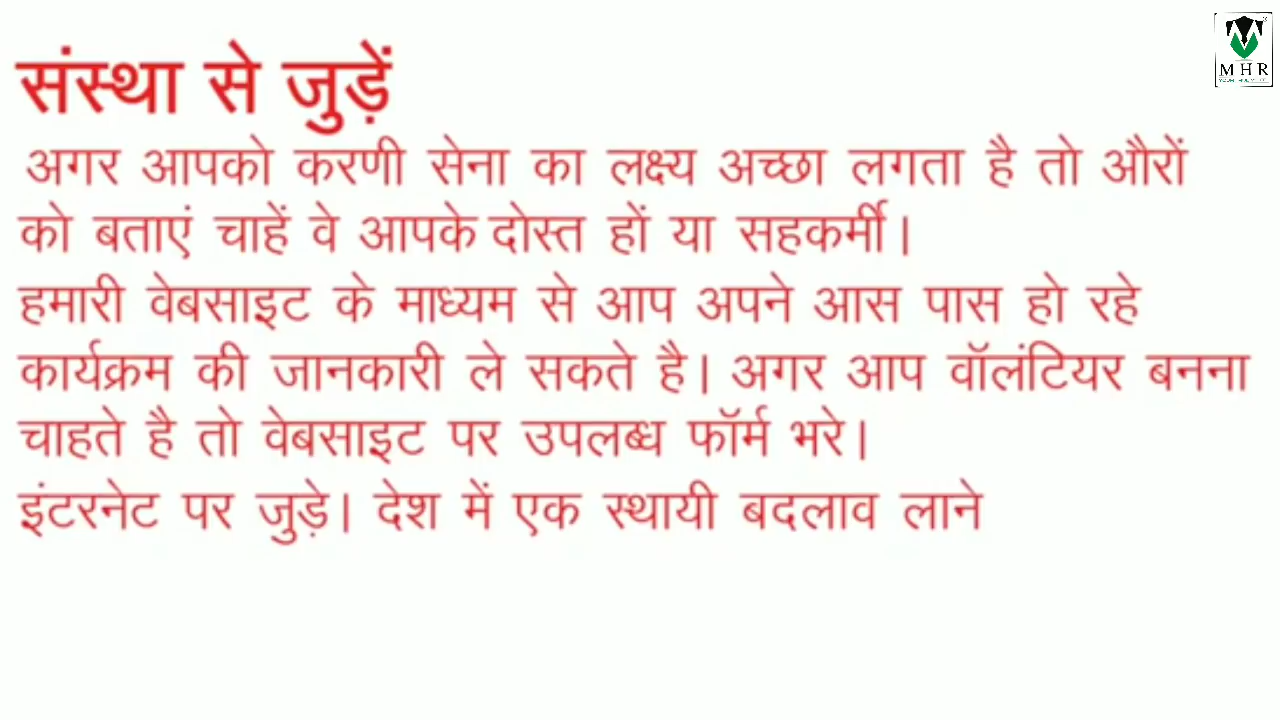 संस्था से जुड़ें
अगर आपको करणी सेना का लक्ष्य अच्छा लगता है तो औरों
को बताएं चाहें वे आपके दोस्त हों या सहकर्मी।
हमारी वेबसाइट के माध्यम से आप अपने आस पास हो रहे
कार्यक्रम की जानकारी ले सकते है। अगर आप वॉलंटियर बनना
चाहते है तो वेबसाइट पर उपलब्ध फॉर्म भरे।
इंटरनेट पर जुड़े। देश में एक स्थायी बदलाव लाने
MHR